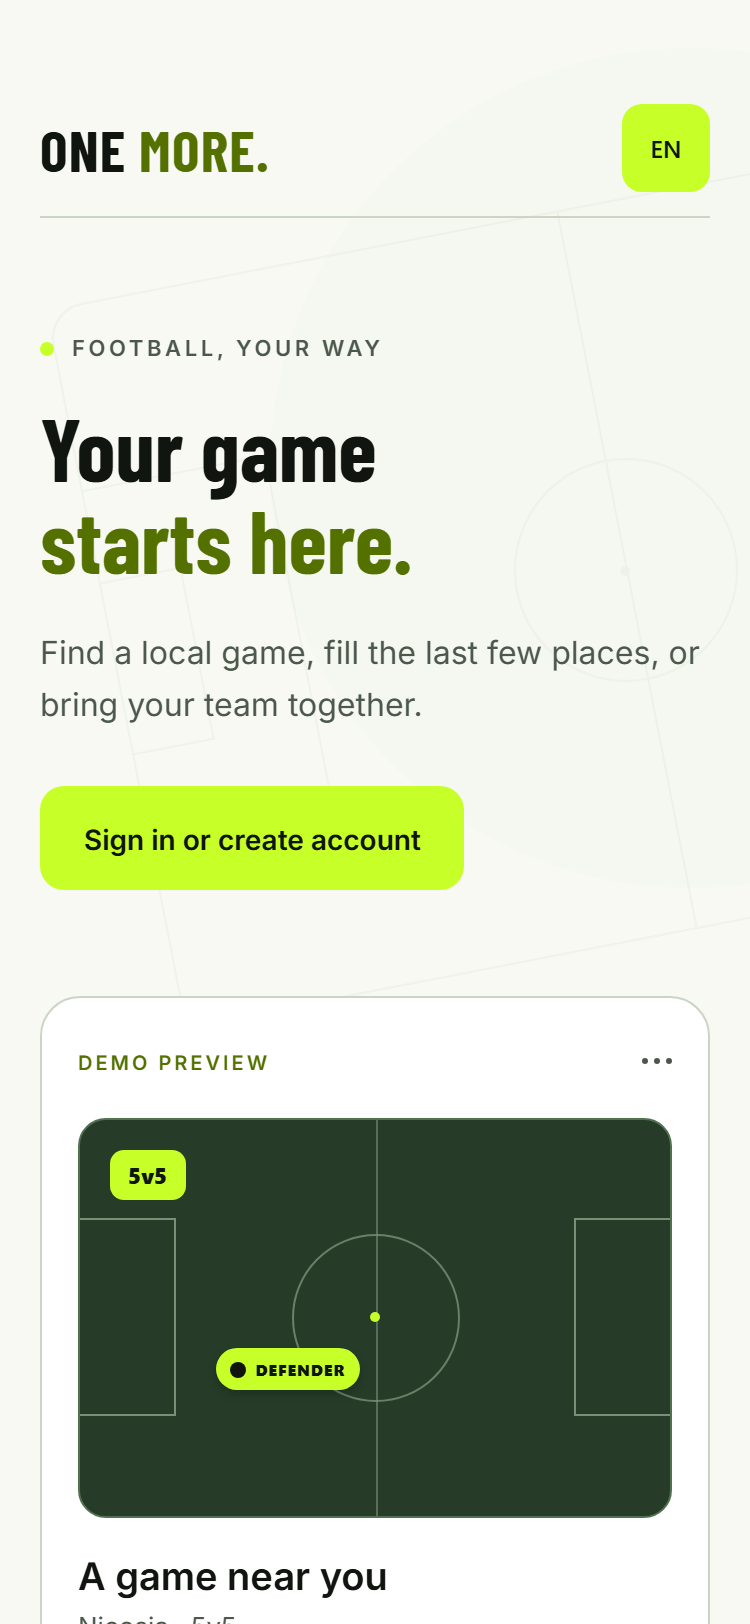 ONE MORE.
EN
FOOTBALL, YOUR WAY
Your game
starts here.
Find a local game, fill the last few places, or
bring your team together.
Sign in or create account
DEMO PREVIEW
5v5
DEFENDER
A game near you